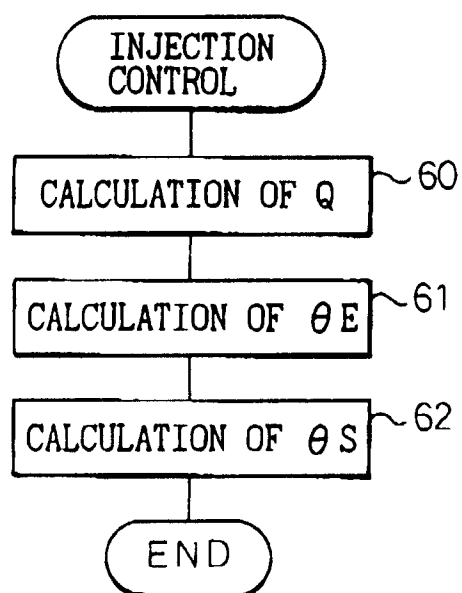 INJECTION
CONTROL
CALCULATION OF Q
60
CALCULATION OF θE
61
CALCULATION OF θS
62
END